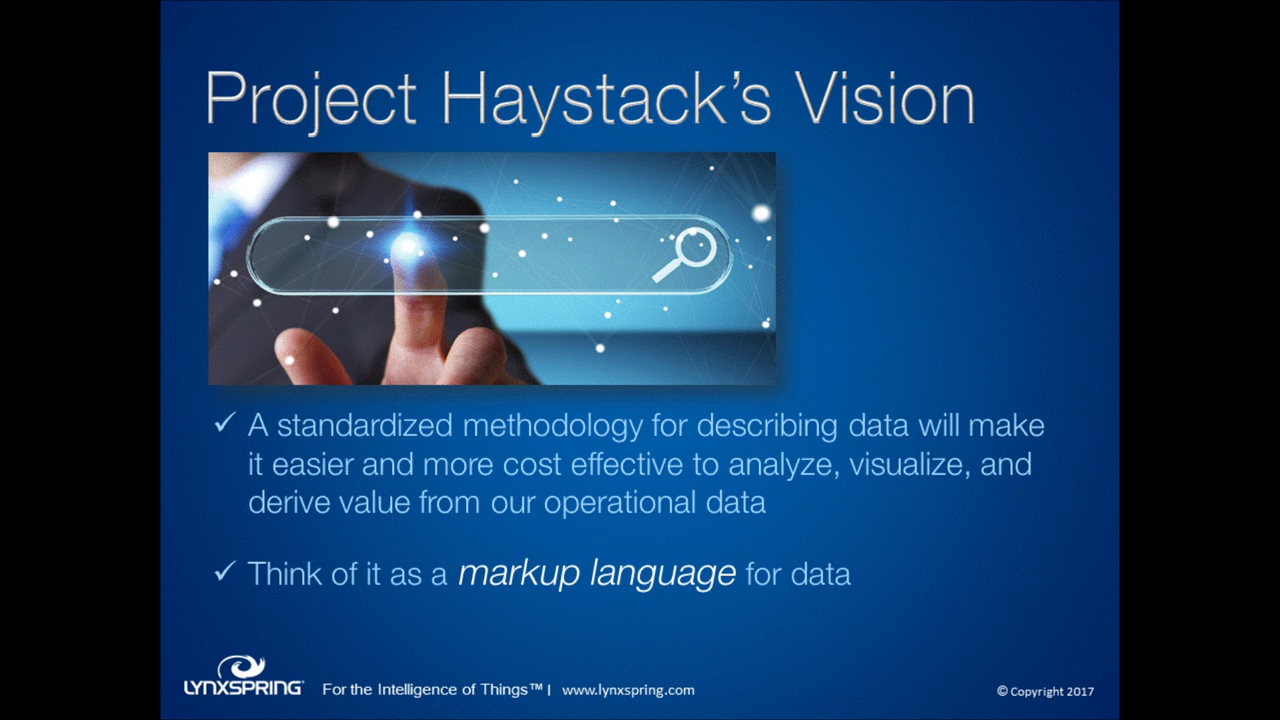 Project Haystack's Vision
✓ A standardized methodology for describing data will make
it easier and more cost effective to analyze, visualize, and
derive value from our operational data
✓ Think of it as a markup language for data
LYNXSPRING® For the Intelligence of Things™ | www.lynxspring.com
© Copyright 2017